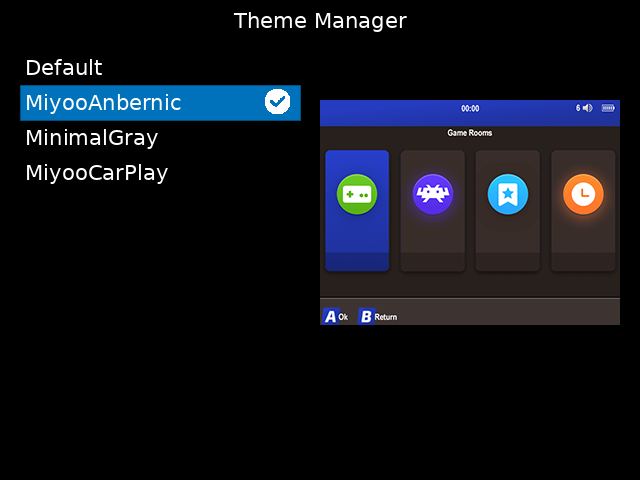 Theme Manager
Default
MiyooAnbernic
MinimalGray
MiyooCarPlay
00:00 6
Game Rooms
A Ok B Return